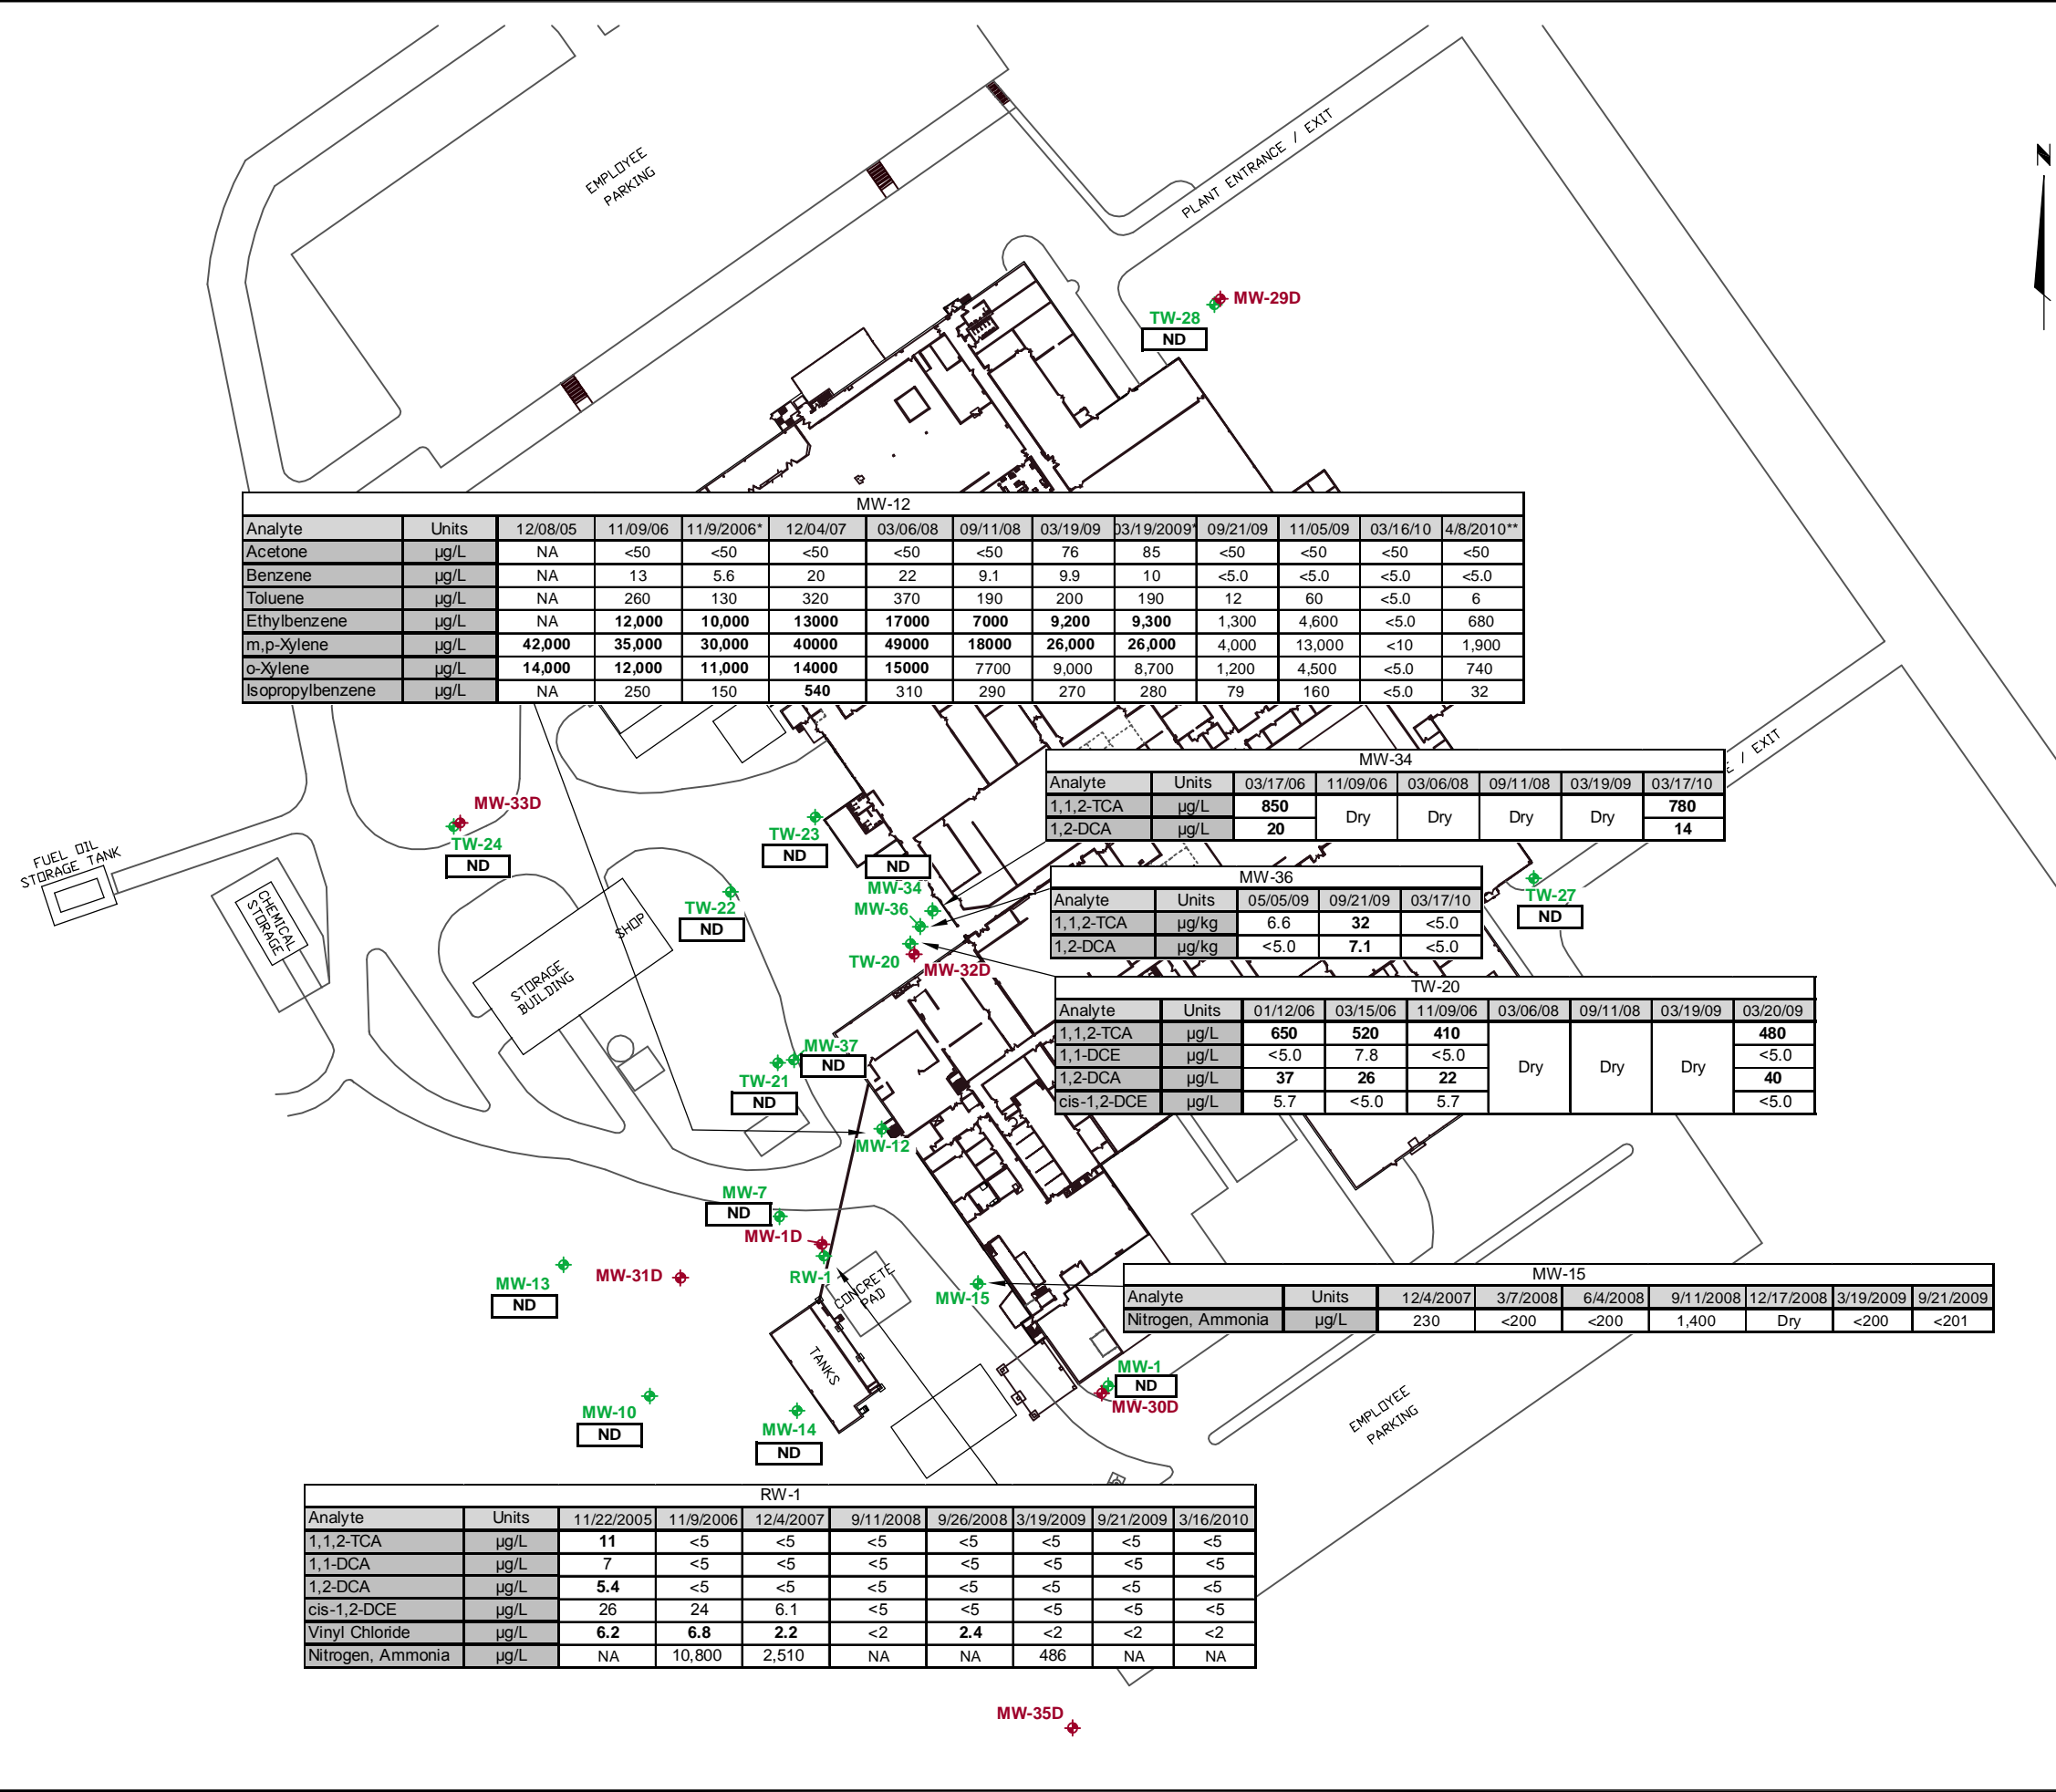 N
EMPLOYEE
PARKING
PLANT ENTRANCE / EXIT
MW-29D
TW-28
ND
MW-12
Analyte Units 12/08/05 11/09/06 11/9/2006* 12/04/07 03/06/08 09/11/08 03/19/09 03/19/2009* 09/21/09 11/05/09 03/16/10 4/8/2010**
Acetone µg/L NA <50 <50 <50 <50 <50 76 85 <50 <50 <50 <50
Benzene µg/L NA 13 5.6 20 22 9.1 9.9 10 <5.0 <5.0 <5.0 <5.0
Toluene µg/L NA 260 130 320 370 190 200 190 12 60 <5.0 6
Ethylbenzene µg/L NA 12,000 10,000 13000 17000 7000 9,200 9,300 1,300 4,600 <5.0 680
m,p-Xylene µg/L 42,000 35,000 30,000 40000 49000 18000 26,000 26,000 4,000 13,000 <10 1,900
o-Xylene µg/L 14,000 12,000 11,000 14000 15000 7700 9,000 8,700 1,200 4,500 <5.0 740
Isopropylbenzene µg/L NA 250 150 540 310 290 270 280 79 160 <5.0 32
/ EXIT
MW-34
Analyte Units 03/17/06 11/09/06 03/06/08 09/11/08 03/19/09 03/17/10
1,1,2-TCA µg/L 850 Dry Dry Dry Dry 780
1,2-DCA µg/L 20 14
MW-33D
TW-24
ND
TW-23
ND
ND
MW-34
MW-36
FUEL OIL
STORAGE TANK
CHEMICAL
STORAGE
TW-22
ND
SHOP
STORAGE
BUILDING
MW-36
Analyte Units 05/05/09 09/21/09 03/17/10
1,1,2-TCA µg/kg 6.6 32 <5.0
1,2-DCA µg/kg <5.0 7.1 <5.0
TW-27
ND
TW-20
MW-32D
TW-20
Analyte Units 01/12/06 03/15/06 11/09/06 03/06/08 09/11/08 03/19/09 03/20/09
1,1,2-TCA µg/L 650 520 410 Dry Dry Dry 480
1,1-DCE µg/L <5.0 7.8 <5.0 <5.0
1,2-DCA µg/L 37 26 22 40
cis-1,2-DCE µg/L 5.7 <5.0 5.7 <5.0
MW-37
ND
TW-21
ND
MW-12
MW-7
ND
MW-1D
RW-1
MW-13
ND
MW-31D
CONCRETE
PAD
MW-15
MW-15
Analyte Units 12/4/2007 3/7/2008 6/4/2008 9/11/2008 12/17/2008 3/19/2009 9/21/2009
Nitrogen, Ammonia µg/L 230 <200 <200 1,400 Dry <200 <201
TANKS
MW-1
ND
MW-30D
EMPLOYEE
PARKING
MW-10
ND
MW-14
ND
RW-1
Analyte Units 11/22/2005 11/9/2006 12/4/2007 9/11/2008 9/26/2008 3/19/2009 9/21/2009 3/16/2010
1,1,2-TCA µg/L 11 <5 <5 <5 <5 <5 <5 <5
1,1-DCA µg/L 7 <5 <5 <5 <5 <5 <5 <5
1,2-DCA µg/L 5.4 <5 <5 <5 <5 <5 <5 <5
cis-1,2-DCE µg/L 26 24 6.1 <5 <5 <5 <5 <5
Vinyl Chloride µg/L 6.2 6.8 2.2 <2 2.4 <2 <2 <2
Nitrogen, Ammonia µg/L NA 10,800 2,510 NA NA 486 NA NA
MW-35D